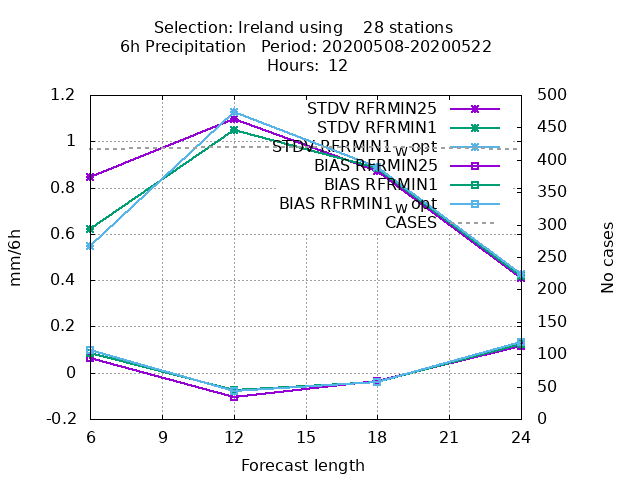 Selection: Ireland using    28 stations
6h Precipitation   Period: 20200508-20200522
Hours:  12
STDV RFRMIN25
STDV RFRMIN1
STDV RFRMIN1_W opt
BIAS RFRMIN25
BIAS RFRMIN1
BIAS RFRMIN1_W opt
CASES
1.2
1
0.8
0.6
0.4
0.2
0
-0.2
mm/6h
500
450
400
350
300
250
200
150
100
50
0
No cases
6 9 12 15 18 21 24
Forecast length